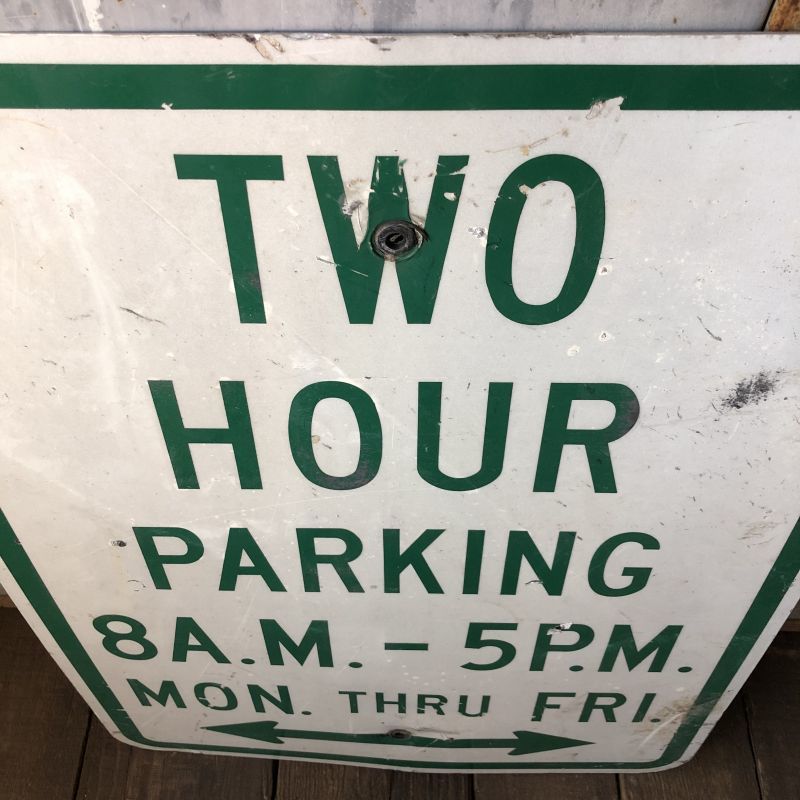 TWO
HOUR
PARKING
8A.M. – 5P.M.
MON. THRU FRI.